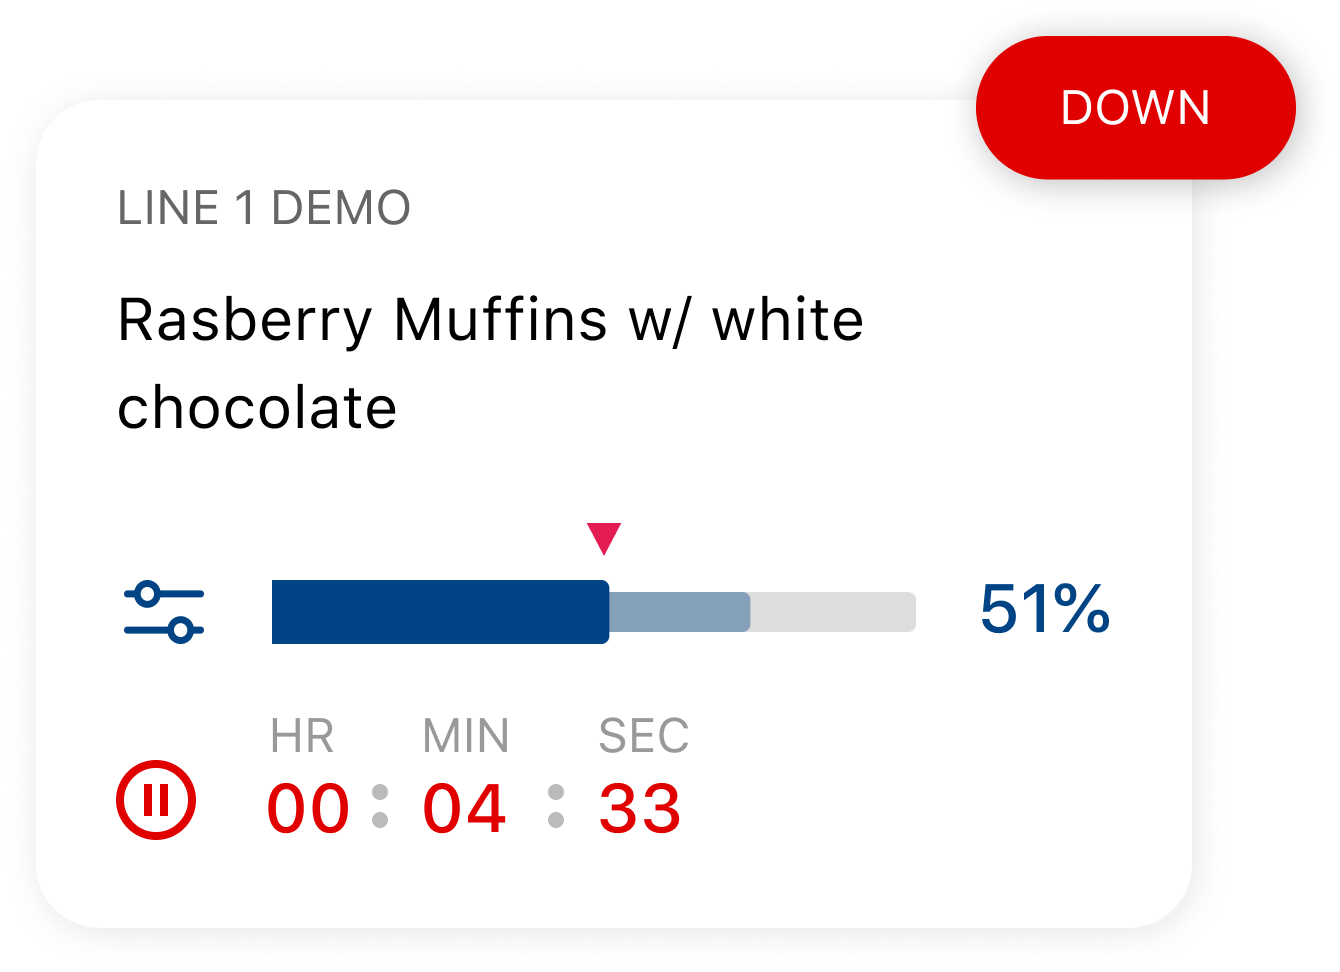 DOWN
LINE 1 DEMO
Rasberry Muffins w/ white
chocolate
51%
HR MIN SEC
00 : 04 : 33